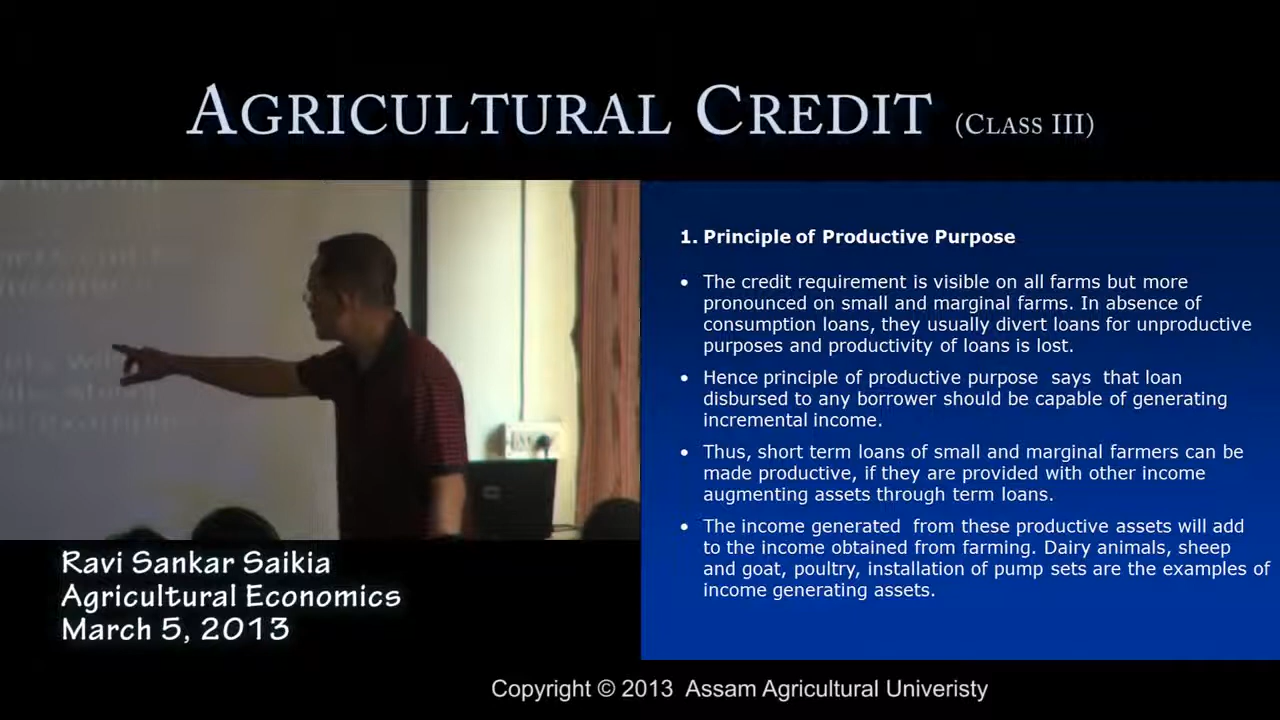 AGRICULTURAL CREDIT (CLASS III)
1. Principle of Productive Purpose
• The credit requirement is visible on all farms but more
pronounced on small and marginal farms. In absence of
consumption loans, they usually divert loans for unproductive
purposes and productivity of loans is lost.
• Hence principle of productive purpose says that loan
disbursed to any borrower should be capable of generating
incremental income.
• Thus, short term loans of small and marginal farmers can be
made productive, if they are provided with other income
augmenting assets through term loans.
• The income generated from these productive assets will add
to the income obtained from farming. Dairy animals, sheep
and goat, poultry, installation of pump sets are the examples of
income generating assets.
Ravi Sankar Saikia
Agricultural Economics
March 5, 2013
Copyright © 2013 Assam Agricultural Univeristy